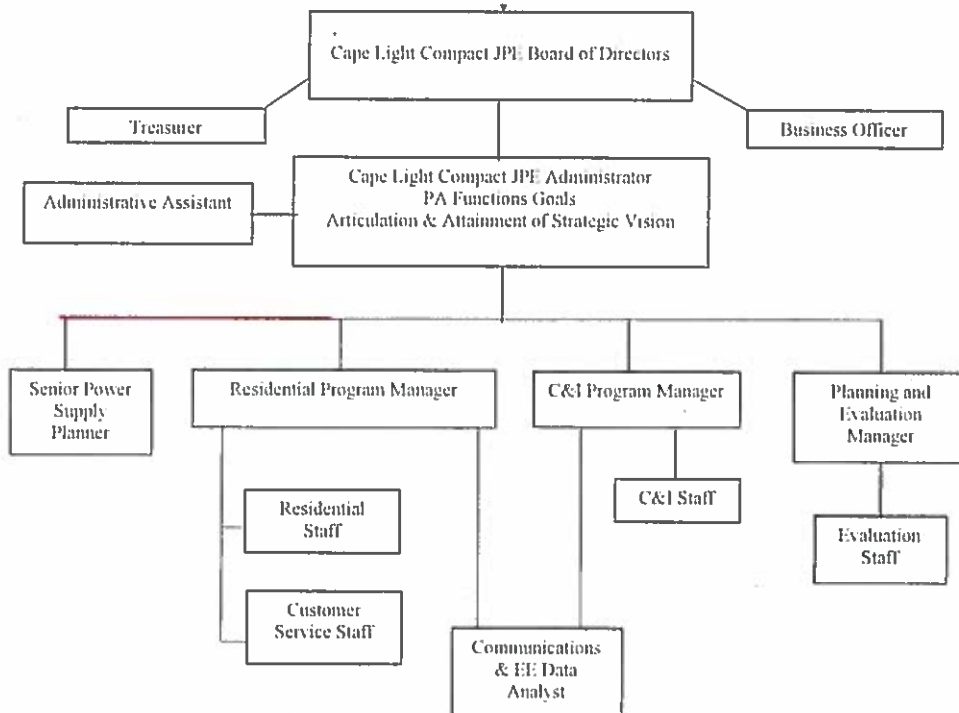 Cape Light Compact JPE Board of Directors
Treasurer
Business Officer
Administrative Assistant
Cape Light Compact JPE Administrator
PA Functions Goals
Articulation & Attainment of Strategic Vision
Senior Power
Supply
Planner
Residential Program Manager
C&I Program Manager
Planning and
Evaluation
Manager
Residential
Staff
C&I Staff
Evaluation
Staff
Customer
Service Staff
Communications
& EE Data
Analyst